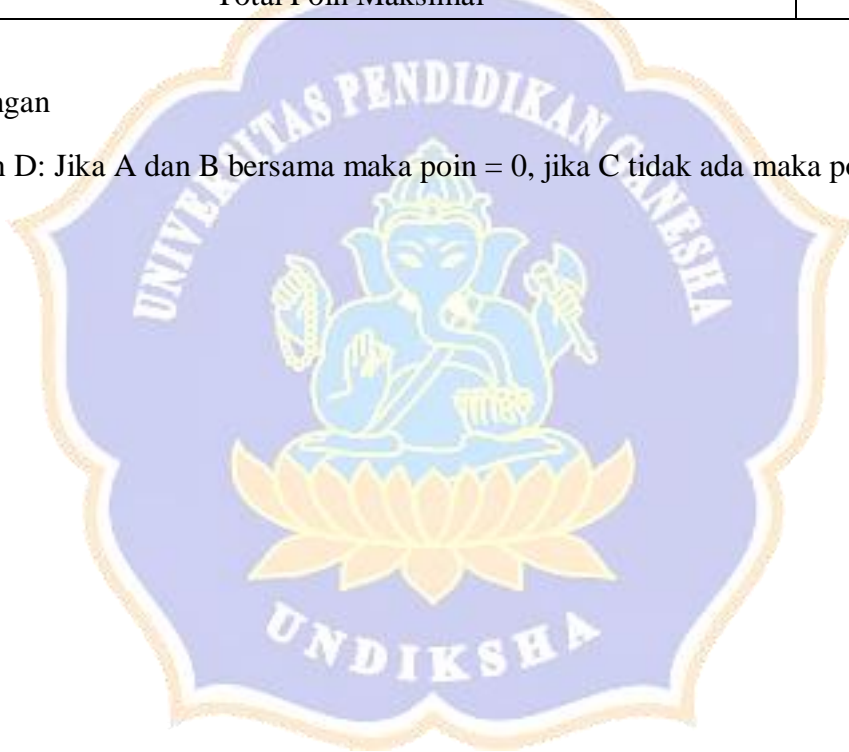 Total Poin Maksimal
ngan
n D: Jika A dan B bersama maka poin = 0, jika C tidak ada maka po
UNIVERSITAS PENDIDIKAN GANESHA
UNDIKSHA